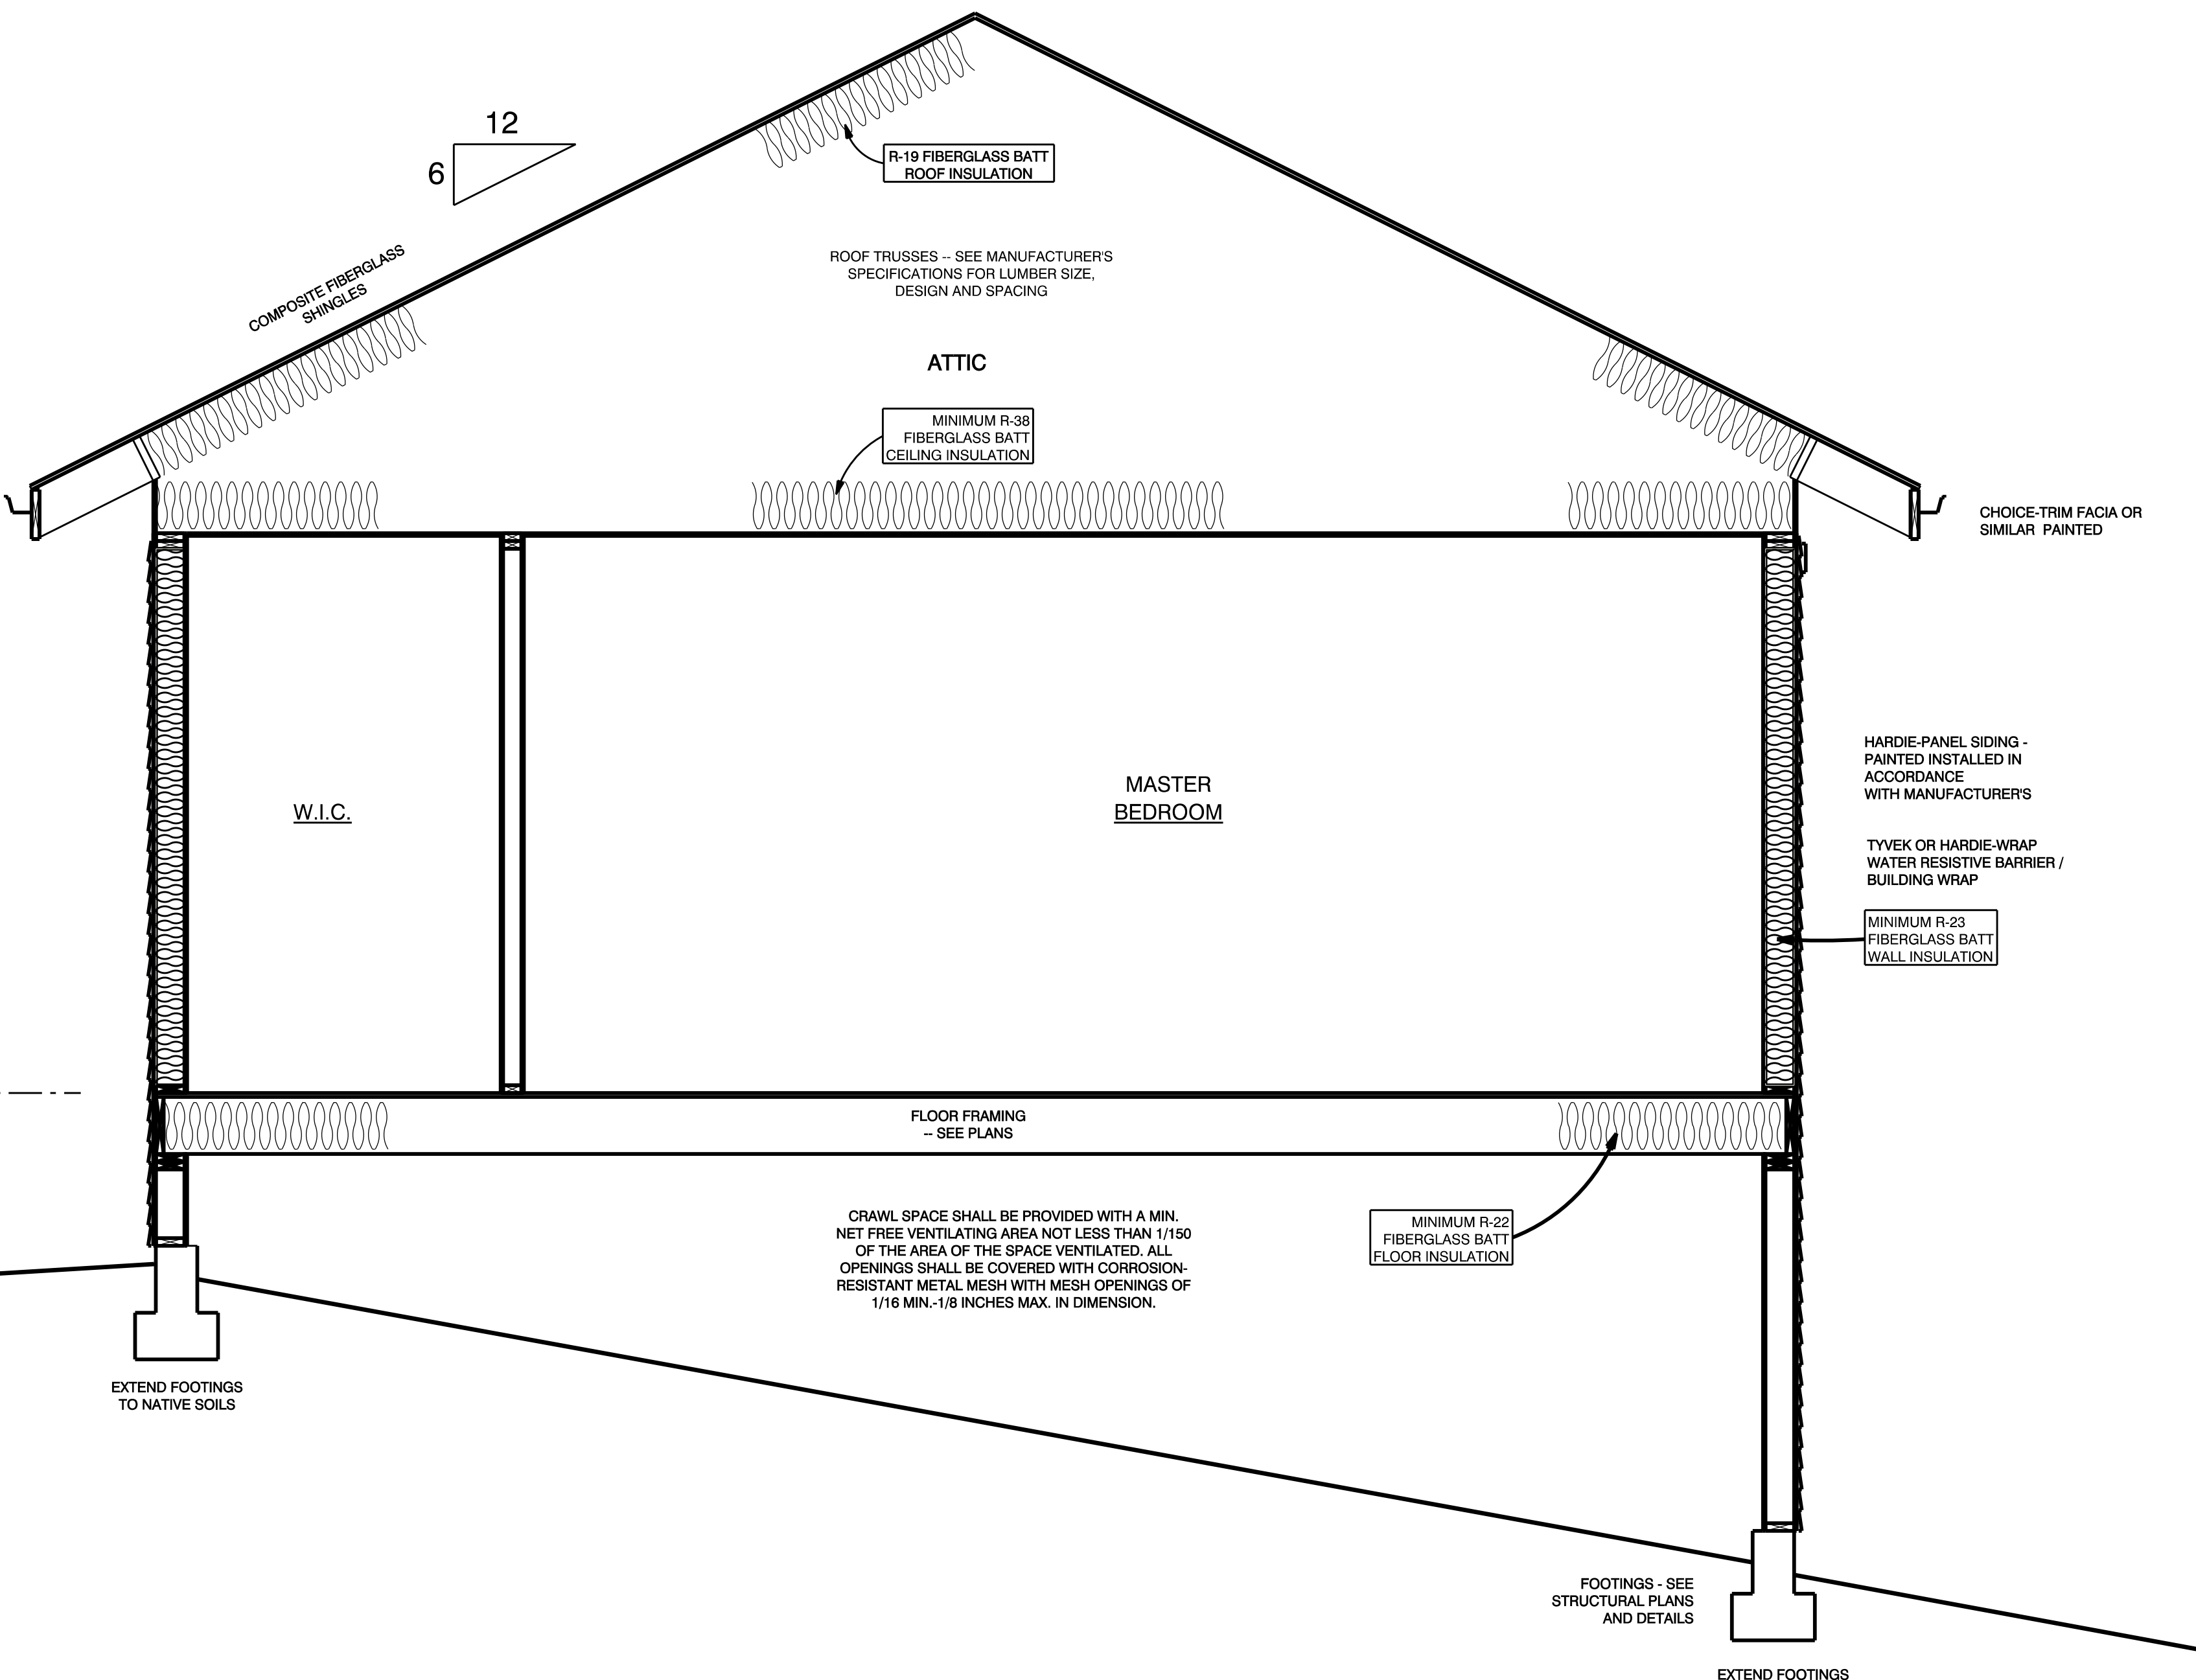 12
6
R-19 FIBERGLASS BATT
ROOF INSULATION
COMPOSITE FIBERGLASS
SHINGLES
ROOF TRUSSES -- SEE MANUFACTURER'S
SPECIFICATIONS FOR LUMBER SIZE,
DESIGN AND SPACING
ATTIC
MINIMUM R-38
FIBERGLASS BATT
CEILING INSULATION
CHOICE-TRIM FACIA OR
SIMILAR PAINTED
HARDIE-PANEL SIDING -
PAINTED INSTALLED IN
ACCORDANCE
WITH MANUFACTURER'S
W.I.C.
MASTER
BEDROOM
TYVEK OR HARDIE-WRAP
WATER RESISTIVE BARRIER /
BUILDING WRAP
MINIMUM R-23
FIBERGLASS BATT
WALL INSULATION
FLOOR FRAMING
-- SEE PLANS
CRAWL SPACE SHALL BE PROVIDED WITH A MIN.
NET FREE VENTILATING AREA NOT LESS THAN 1/150
OF THE AREA OF THE SPACE VENTILATED. ALL
OPENINGS SHALL BE COVERED WITH CORROSION-
RESISTANT METAL MESH WITH MESH OPENINGS OF
1/16 MIN.-1/8 INCHES MAX. IN DIMENSION.
MINIMUM R-22
FIBERGLASS BATT
FLOOR INSULATION
EXTEND FOOTINGS
TO NATIVE SOILS
FOOTINGS - SEE
STRUCTURAL PLANS
AND DETAILS
EXTEND FOOTINGS